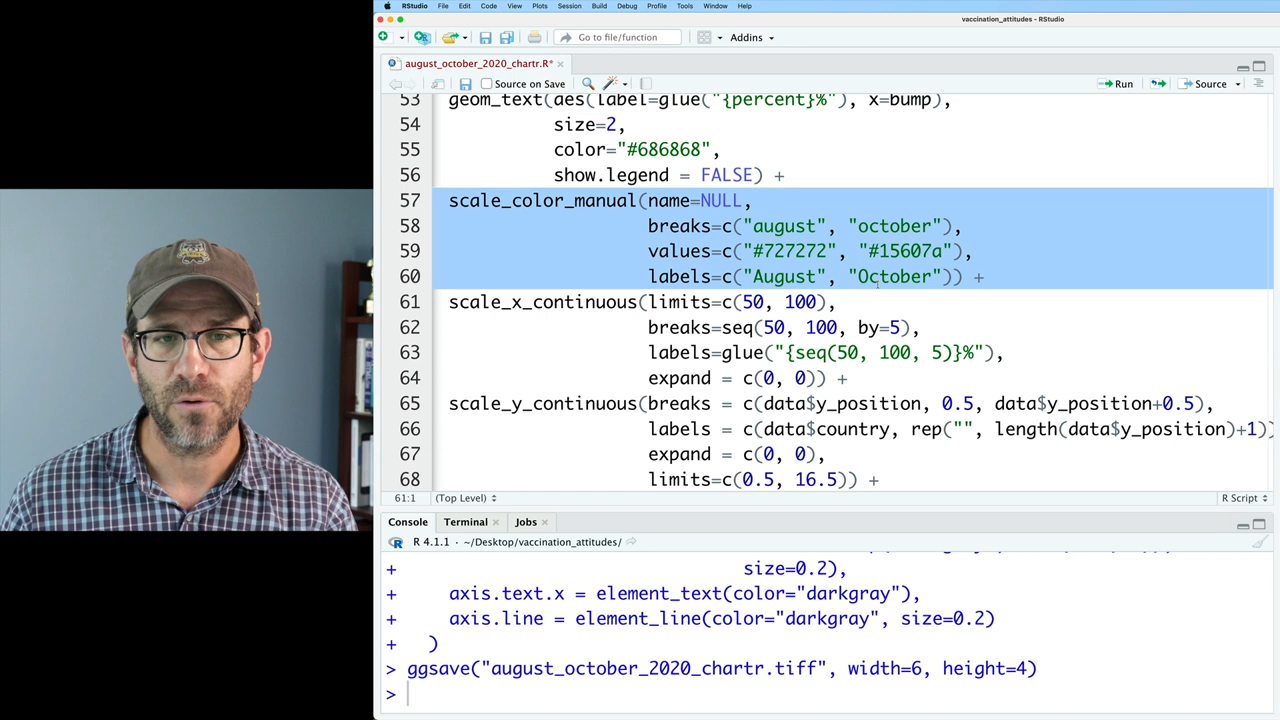 RStudio File Edit Code View Plots Session Build Debug Profile Tools Window Help
vaccination_attitudes - RStudio
Go to file/function Addins
august_october_2020_chartr.R*
Source on Save Run Source
53 geom_text(aes(label=glue("{percent}%"), x=bump),
54 size=2,
55 color="#686868",
56 show.legend = FALSE) +
57 scale_color_manual(name=NULL,
58 breaks=c("august", "october"),
59 values=c("#727272", "#15607a"),
60 labels=c("August", "October")) +
61 scale_x_continuous(limits=c(50, 100),
62 breaks=seq(50, 100, by=5),
63 labels=glue("{seq(50, 100, 5)}%"),
64 expand = c(0, 0)) +
65 scale_y_continuous(breaks = c(data$y_position, 0.5, data$y_position+0.5),
66 labels = c(data$country, rep("", length(data$y_position)+1))
67 expand = c(0, 0),
68 limits=c(0.5, 16.5)) +
61:1 (Top Level) R Script
Console Terminal Jobs
R 4.1.1 · ~/Desktop/vaccination_attitudes/
+ size=0.2),
+ axis.text.x = element_text(color="darkgray"),
+ axis.line = element_line(color="darkgray", size=0.2)
+ )
> ggsave("august_october_2020_chartr.tiff", width=6, height=4)
>